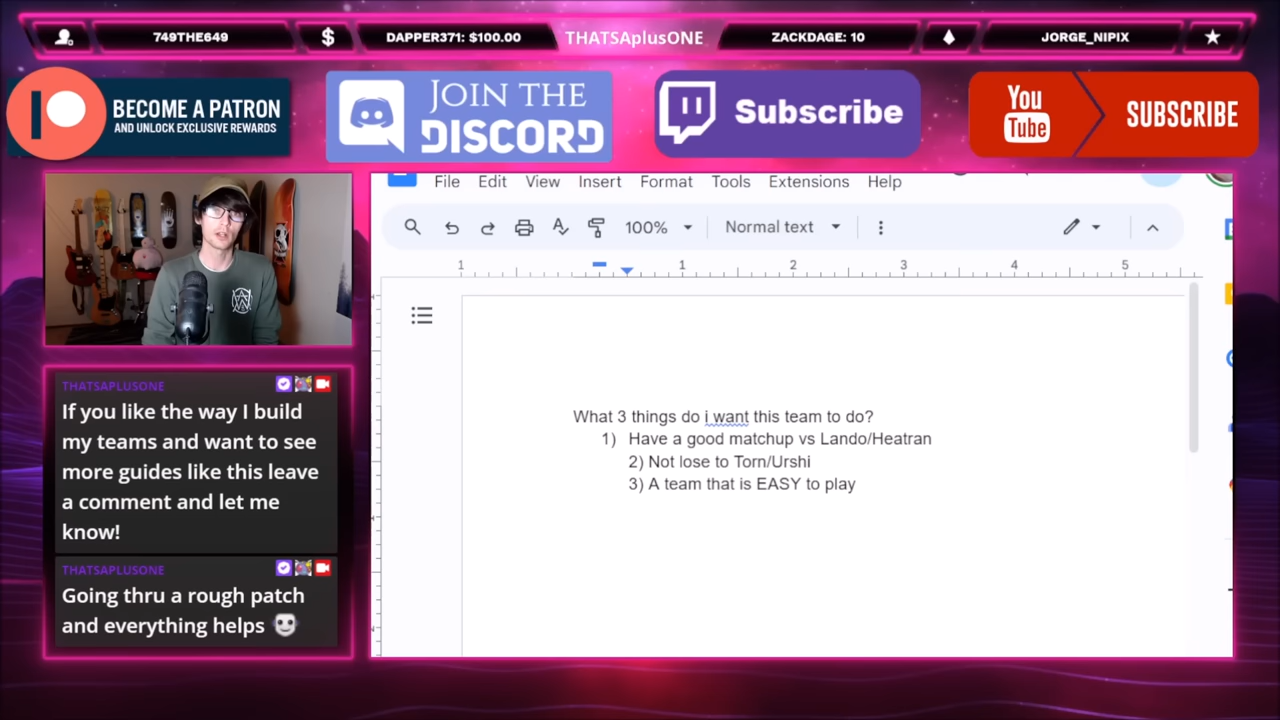 749THE649
$
DAPPER371: $100.00
THATSAplusONE
ZACKDAGE: 10
JORGE_NIPIX
BECOME A PATRON
AND UNLOCK EXCLUSIVE REWARDS
JOIN THE
DISCORD
Subscribe
You
Tube
SUBSCRIBE
File Edit View Insert Format Tools Extensions Help
100% Normal text
1 1 2 3 4 5
What 3 things do i want this team to do?
1) Have a good matchup vs Lando/Heatran
2) Not lose to Torn/Urshi
3) A team that is EASY to play
THATSAPLUSONE
If you like the way I build
my teams and want to see
more guides like this leave
a comment and let me
know!
THATSAPLUSONE
Going thru a rough patch
and everything helps